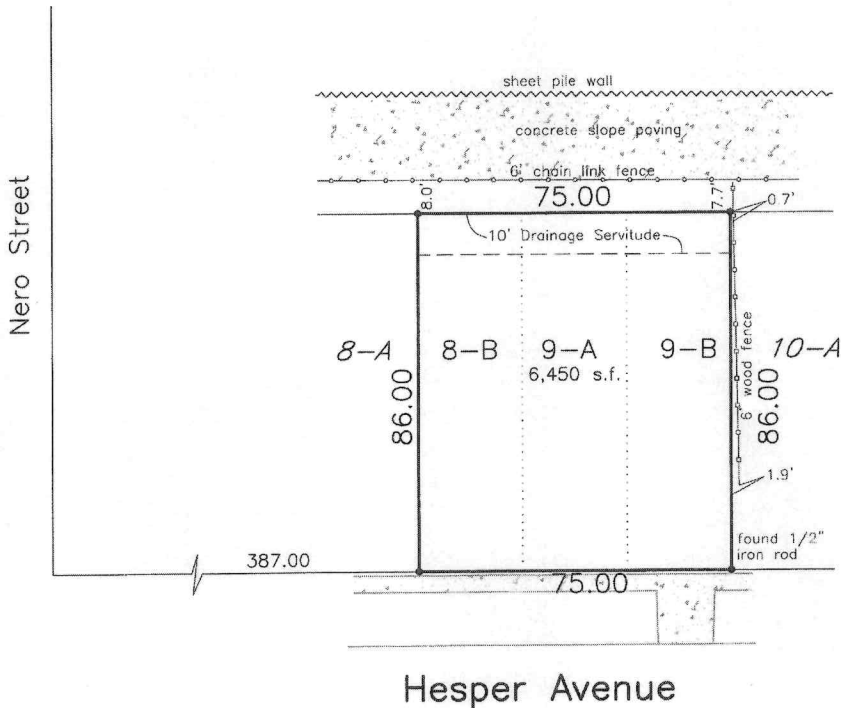 sheet pile wall
concrete slope paving
6' chain link fence
8.0'
75.00
7.7'
0.7'
10' Drainage Servitude
Nero Street
8-A
8-B
9-A
9-B
10-A
6,450 s.f.
86.00
6' wood fence
86.00
1.9'
found 1/2"
iron rod
387.00
75.00
Hesper Avenue